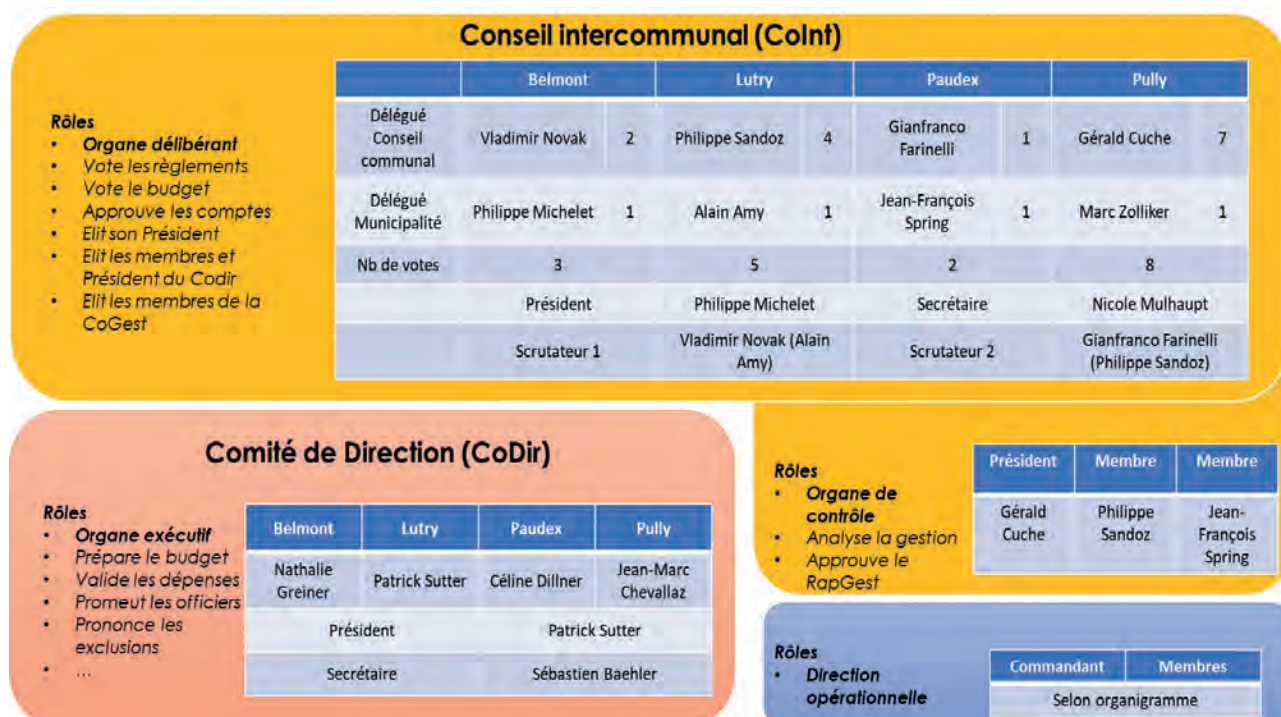 Conseil intercommunal (CoInt)
Rôles
• Organe délibérant
• Vote les règlements
• Vote le budget
• Approuve les comptes
• Elit son Président
• Elit les membres et
Président du Codir
• Elit les membres de la
CoGest
Belmont Lutry Paudex Pully
Délégué
Conseil
communal
Vladimir Novak 2 Philippe Sandoz 4 Gianfranco
Farinelli 1 Gérald Cuche 7
Délégué
Municipalité
Philippe Michelet 1 Alain Amy 1 Jean-François
Spring 1 Marc Zolliker 1
Nb de votes 3 5 2 8
Président Philippe Michelet Secrétaire Nicole Mulhaupt
Scrutateur 1 Vladimir Novak (Alain
Amy) Scrutateur 2 Gianfranco Farinelli
(Philippe Sandoz)
Comité de Direction (CoDir)
Rôles
• Organe exécutif
• Prépare le budget
• Valide les dépenses
• Promeut les officiers
• Prononce les
exclusions
• ...
Belmont Lutry Paudex Pully
Nathalie
Greiner Patrick Sutter Céline Dillner Jean-Marc
Chevallaz
Président Patrick Sutter
Secrétaire Sébastien Baehler
Rôles
• Organe de
contrôle
• Analyse la gestion
• Approuve le
RapGest
Président Membre Membre
Gérald
Cuche
Philippe
Sandoz
Jean-
François
Spring
Rôles
• Direction
opérationnelle
Commandant Membres
Selon organigramme